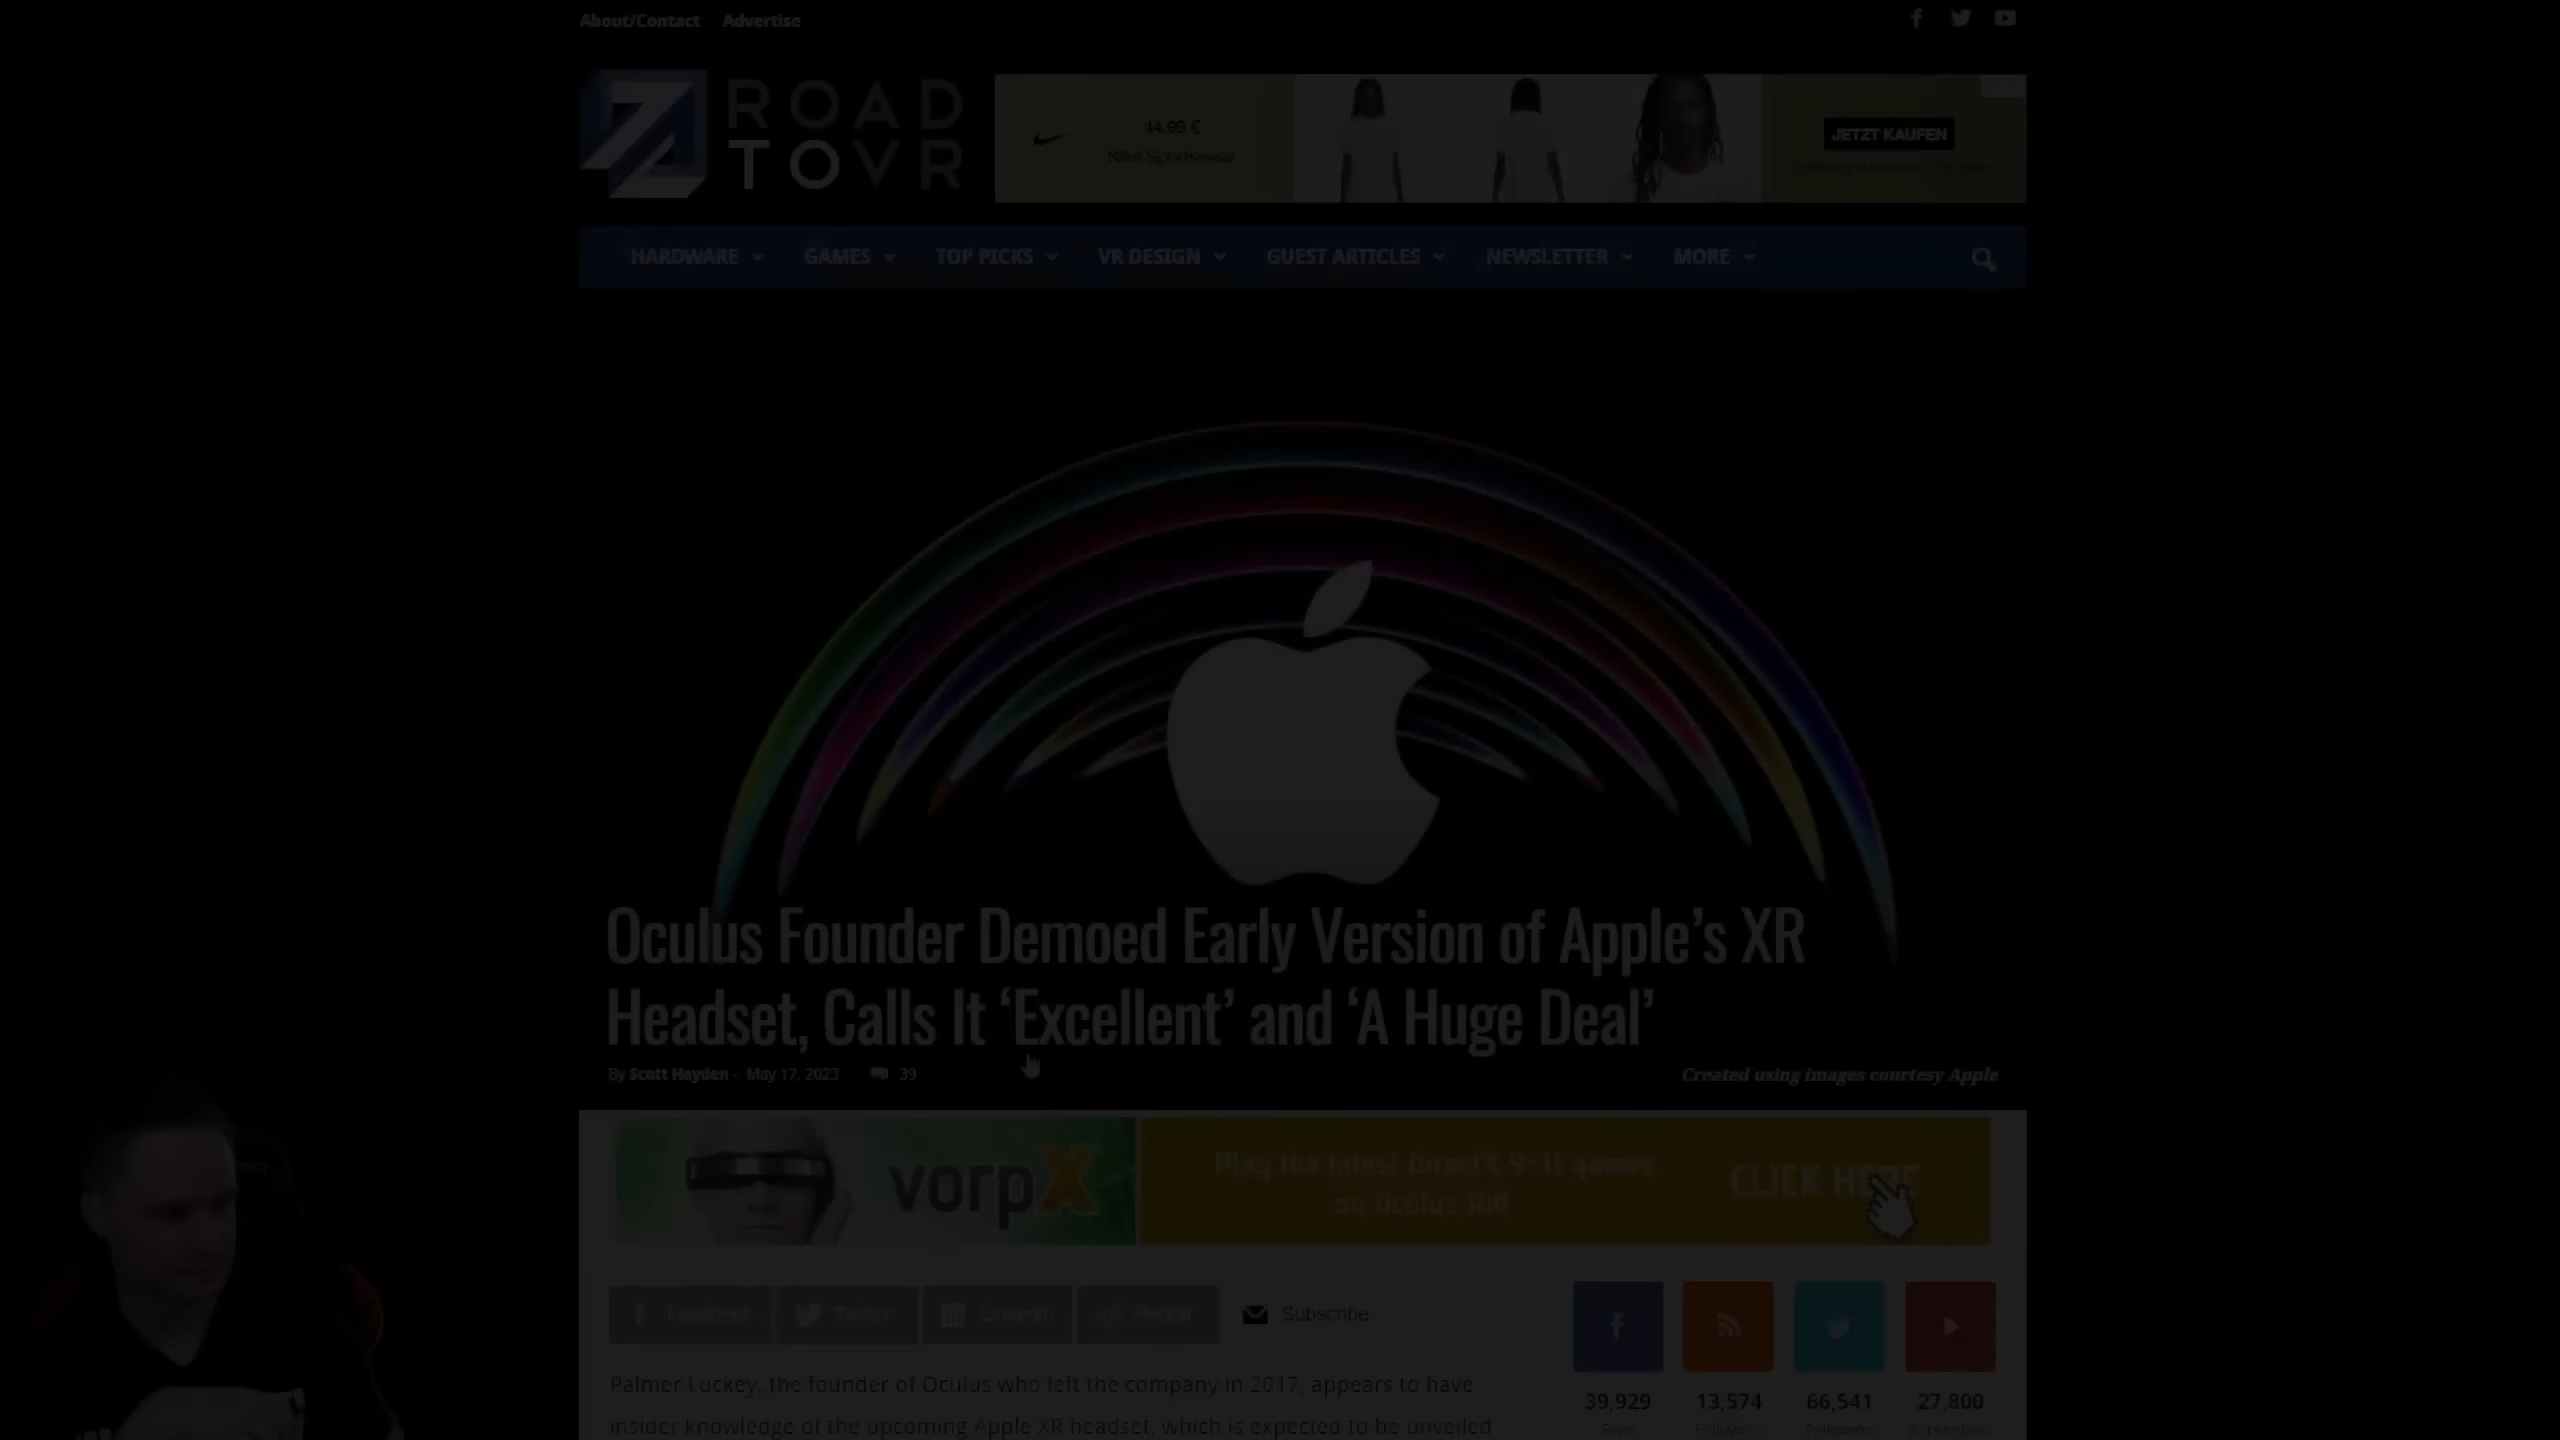 About/Contact Advertise
ROAD
TO VR
44.99 €
Nike Sportswear
JETZT KAUFEN
HARDWARE GAMES TOP PICKS VR DESIGN GUEST ARTICLES NEWSLETTER MORE
Oculus Founder Demoed Early Version of Apple’s XR
Headset, Calls It ‘Excellent’ and ‘A Huge Deal’
By Scott Hayden - May 17, 2023 39
Created using images courtesy Apple
vorpX
Play the latest DirectX 9-11 games
on Oculus Rift
CLICK HERE
Facebook Twitter LinkedIn Reddit Subscribe
Palmer Luckey, the founder of Oculus who left the company in 2017, appears to have
insider knowledge of the upcoming Apple XR headset, which is expected to be unveiled
39,929 13,574 66,541 27,800
Fans Followers Followers Subscribers